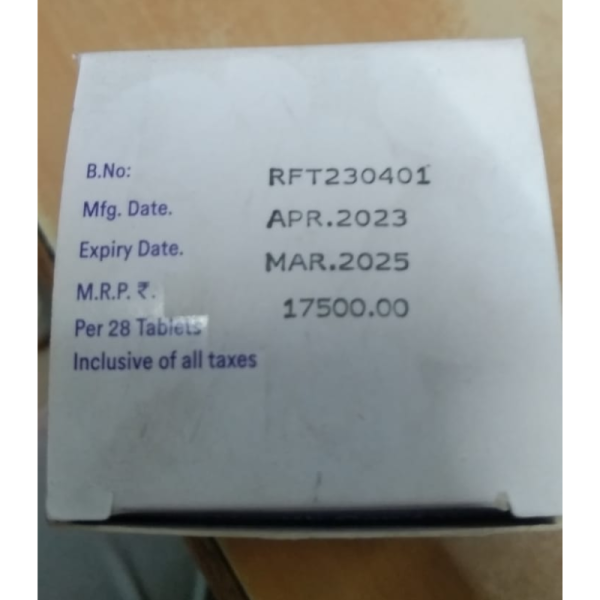 B.No: RFT230401
Mfg. Date. APR.2023
Expiry Date. MAR.2025
M.R.P. ₹. 17500.00
Per 28 Tablets
Inclusive of all taxes